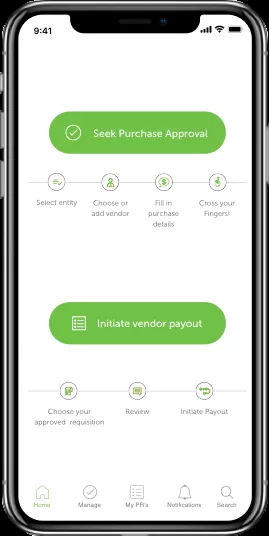 9:41
Seek Purchase Approval
Select entity
Choose or
add vendor
Fill in
purchase
details
Cross your
Fingers!
Initiate vendor payout
Choose your
approved requisition
Review
Initiate Payout
Home
Manage
My PR's
Notifications
Search